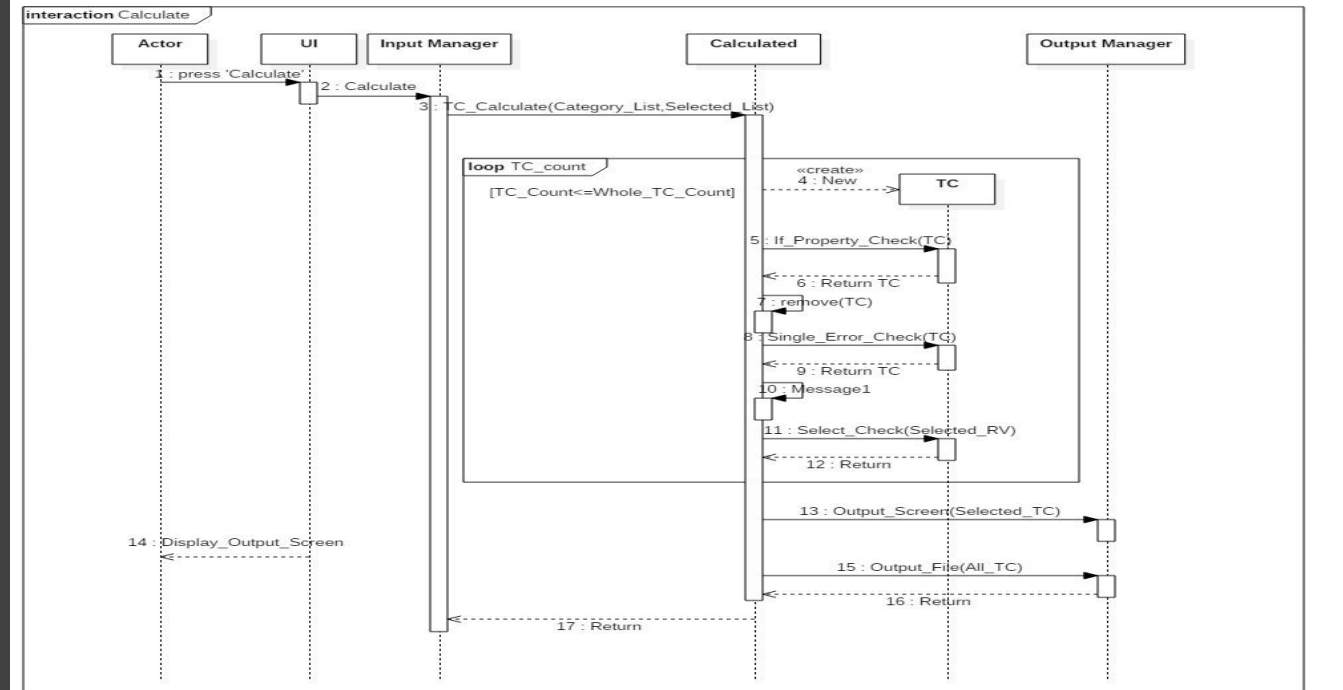 interaction Calculate
Actor
UI
Input Manager
Calculated
Output Manager
1 : press 'Calculate'
2 : Calculate
3 : TC_Calculate(Category_List,Selected_List)
loop TC_count
[TC_Count<=Whole_TC_Count]
«create»
4 : New
TC
5 : If_Property_Check(TC)
6 : Return TC
7 : remove(TC)
8 : Single_Error_Check(TC)
9 : Return TC
10 : Message1
11 : Select_Check(Selected_RV)
12 : Return
13 : Output_Screen(Selected_TC)
14 : Display_Output_Screen
15 : Output_File(All_TC)
16 : Return
17 : Return